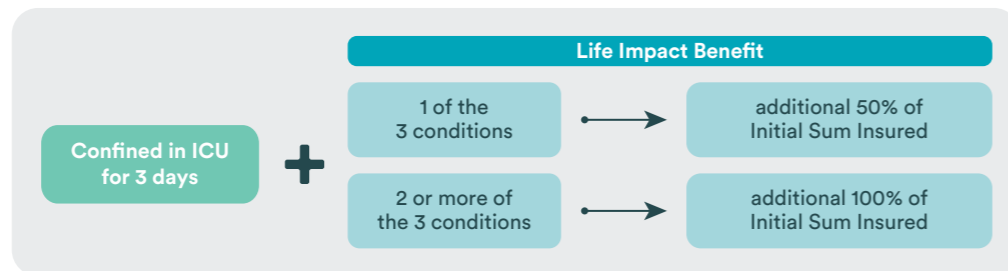 Life Impact Benefit
Confined in ICU
for 3 days
1 of the
3 conditions
additional 50% of
Initial Sum Insured
2 or more of
the 3 conditions
additional 100% of
Initial Sum Insured